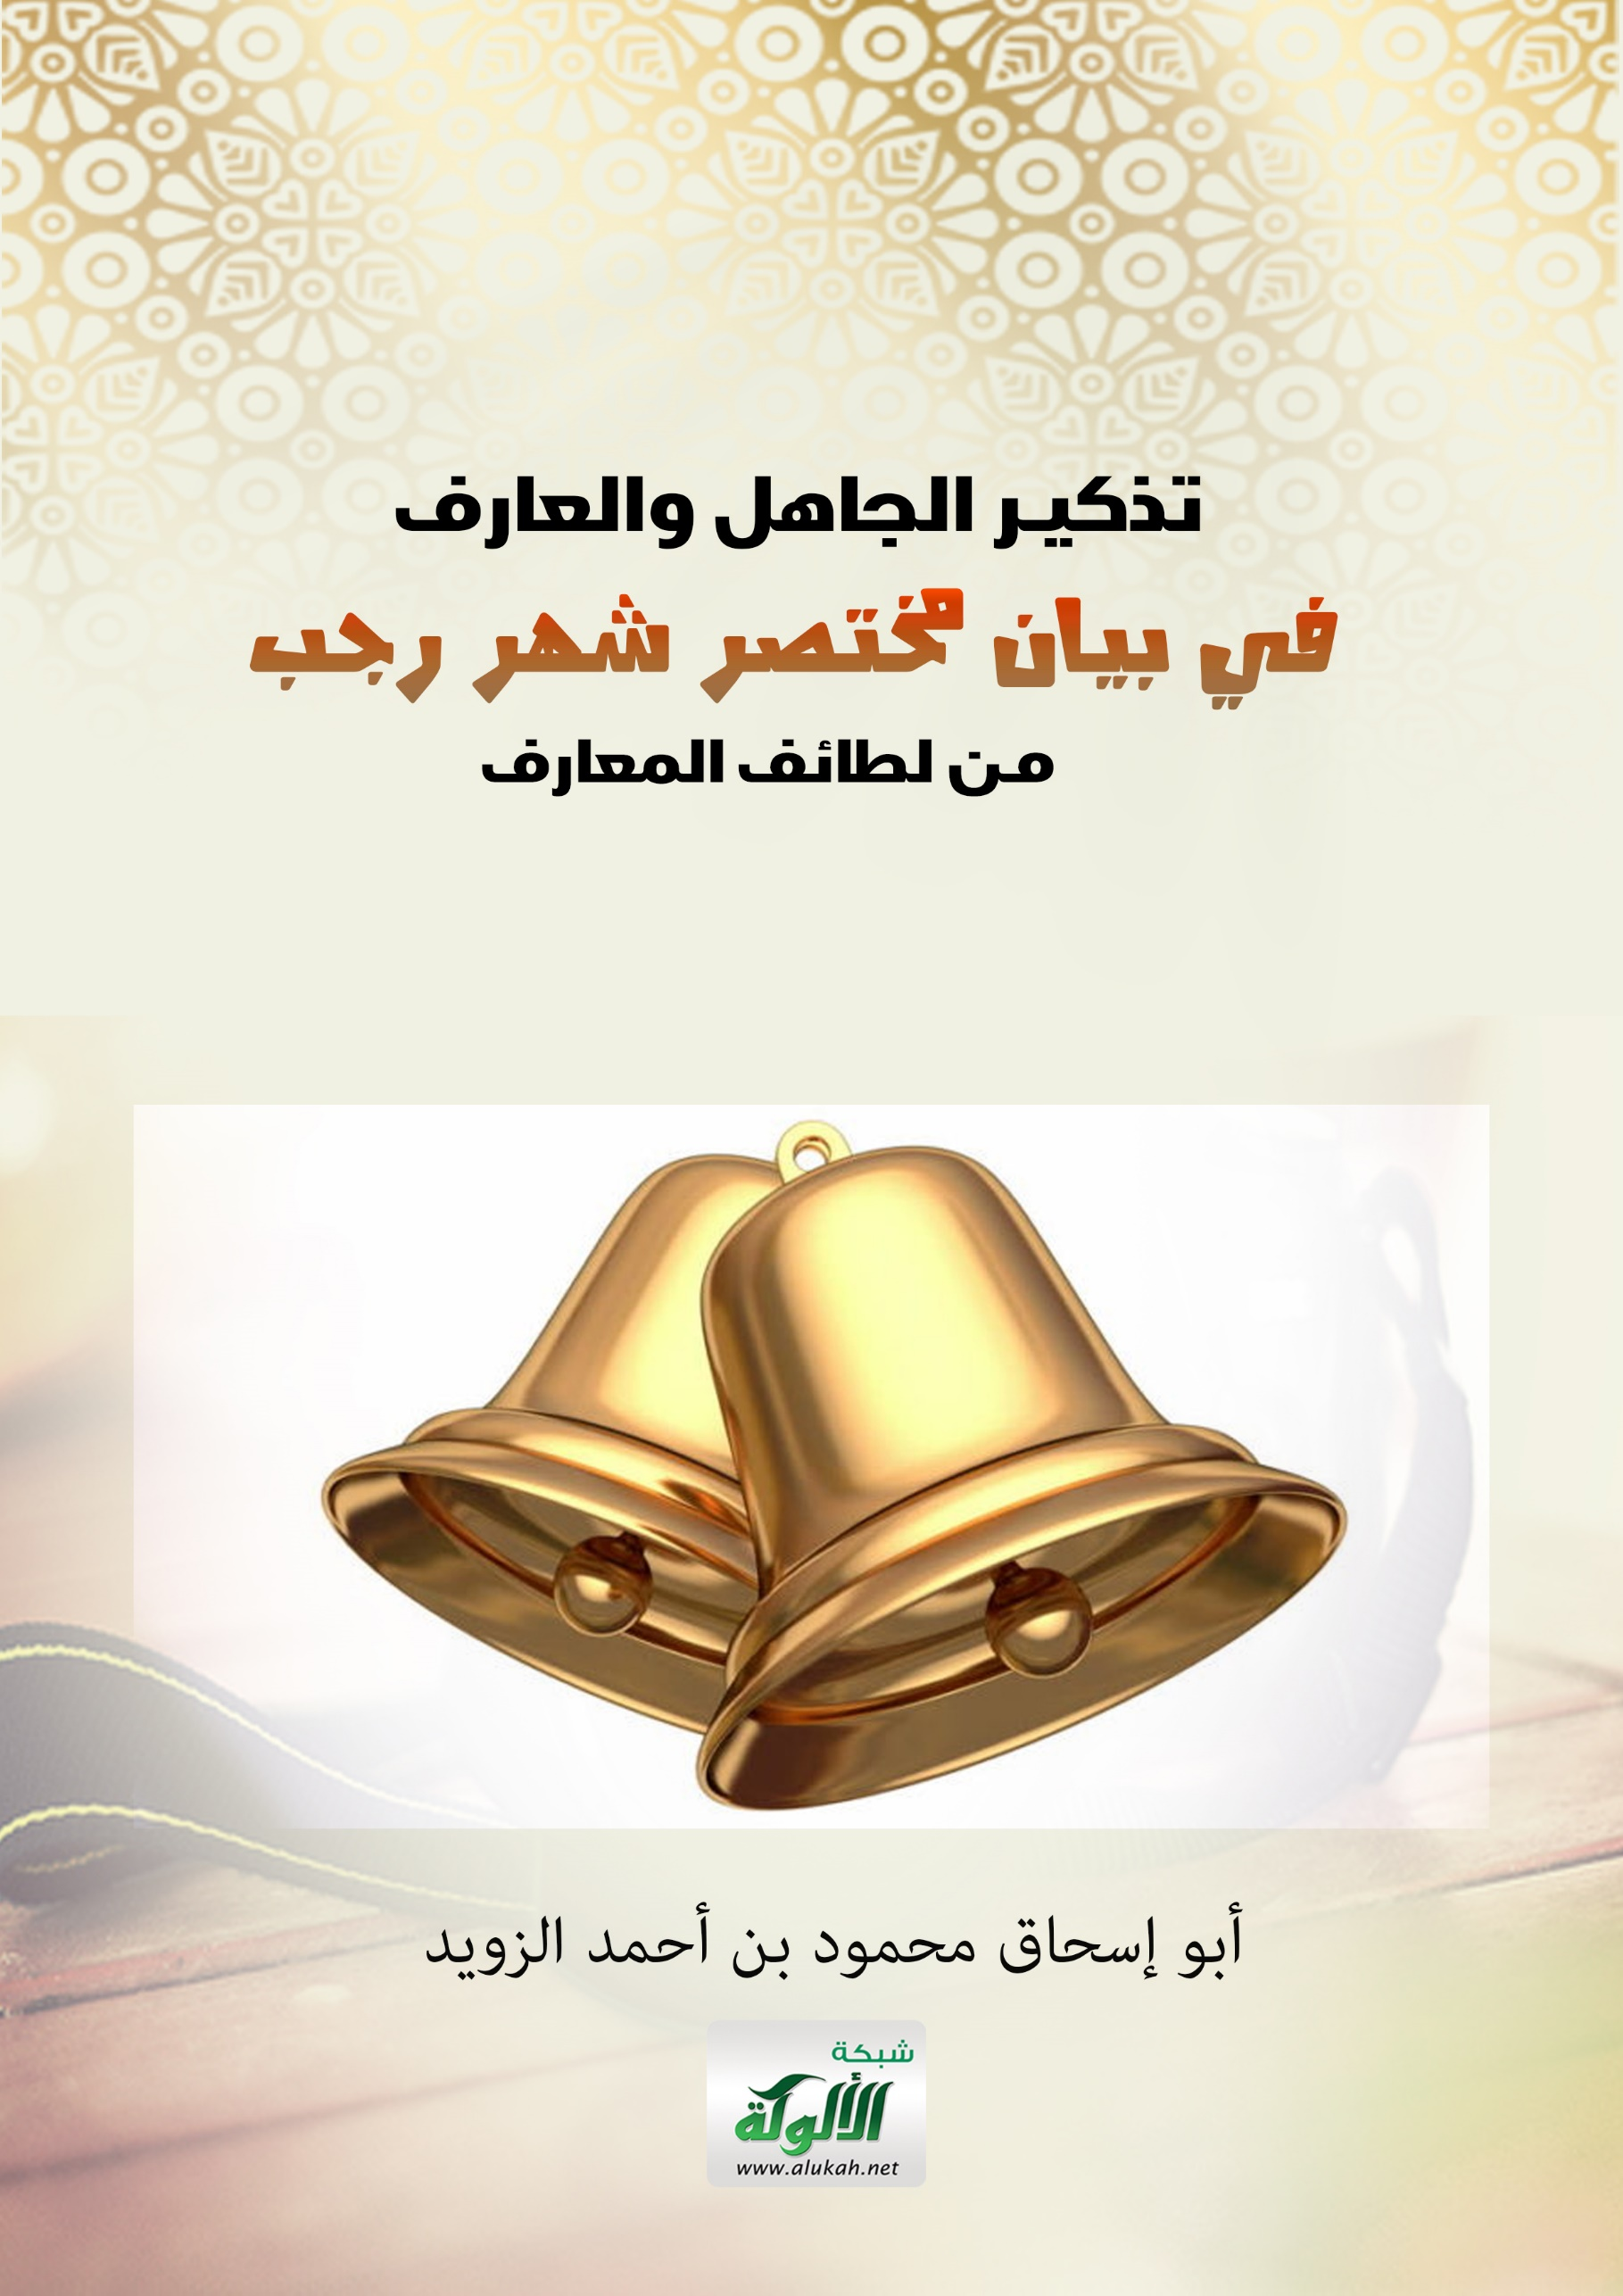 تذكير الجاهل والعارف
في بيان مختصر شهر رجب
من لطائف المعارف
أبو إسحاق محمود بن أحمد الزويد
شبكة
الألوكة
www.alukah.net